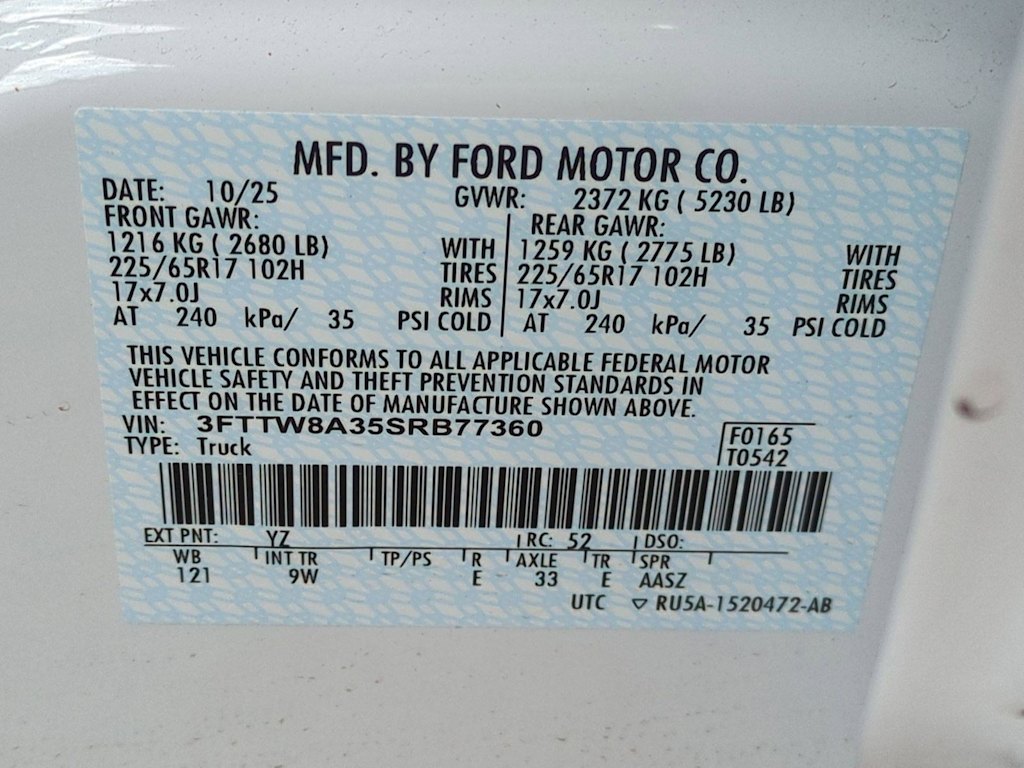 MFD. BY FORD MOTOR CO.
DATE: 10/25 GVWR: 2372 KG ( 5230 LB)
FRONT GAWR: REAR GAWR:
1216 KG ( 2680 LB) WITH 1259 KG ( 2775 LB) WITH
225/65R17 102H TIRES 225/65R17 102H TIRES
17x7.0J RIMS 17x7.0J RIMS
AT 240 kPa/ 35 PSI COLD AT 240 kPa/ 35 PSI COLD
THIS VEHICLE CONFORMS TO ALL APPLICABLE FEDERAL MOTOR
VEHICLE SAFETY AND THEFT PREVENTION STANDARDS IN
EFFECT ON THE DATE OF MANUFACTURE SHOWN ABOVE.
VIN: 3FTTW8A35SRB77360 F0165
TYPE: Truck T0542
EXT PNT: YZ RC: 52 DSO:
WB INT TR TP/PS R AXLE TR SPR
121 9W E 33 E AASZ
UTC ▽ RU5A-1520472-AB